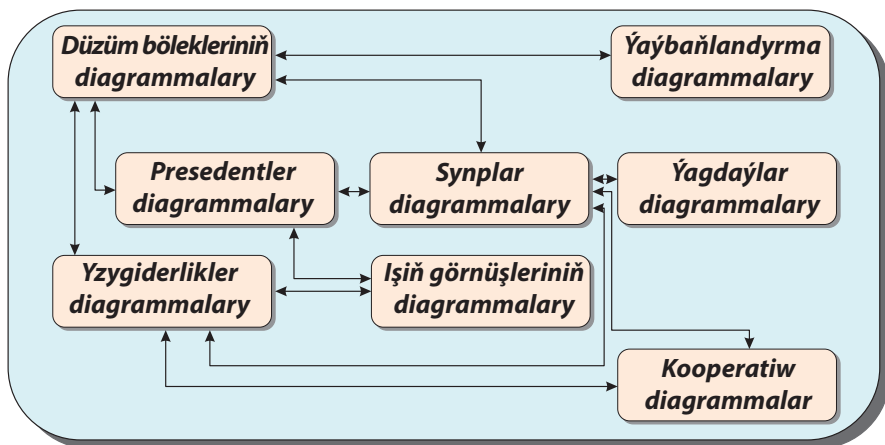 Düzüm bölekleriniň
diagrammalary
Ýaýbaňlandyrma
diagrammalary
Presedentler
diagrammalary
Synplar
diagrammalary
Ýagdaýlar
diagrammalary
Yzygiderlikler
diagrammalary
Işiň görnüşleriniň
diagrammalary
Kooperatiw
diagrammalar